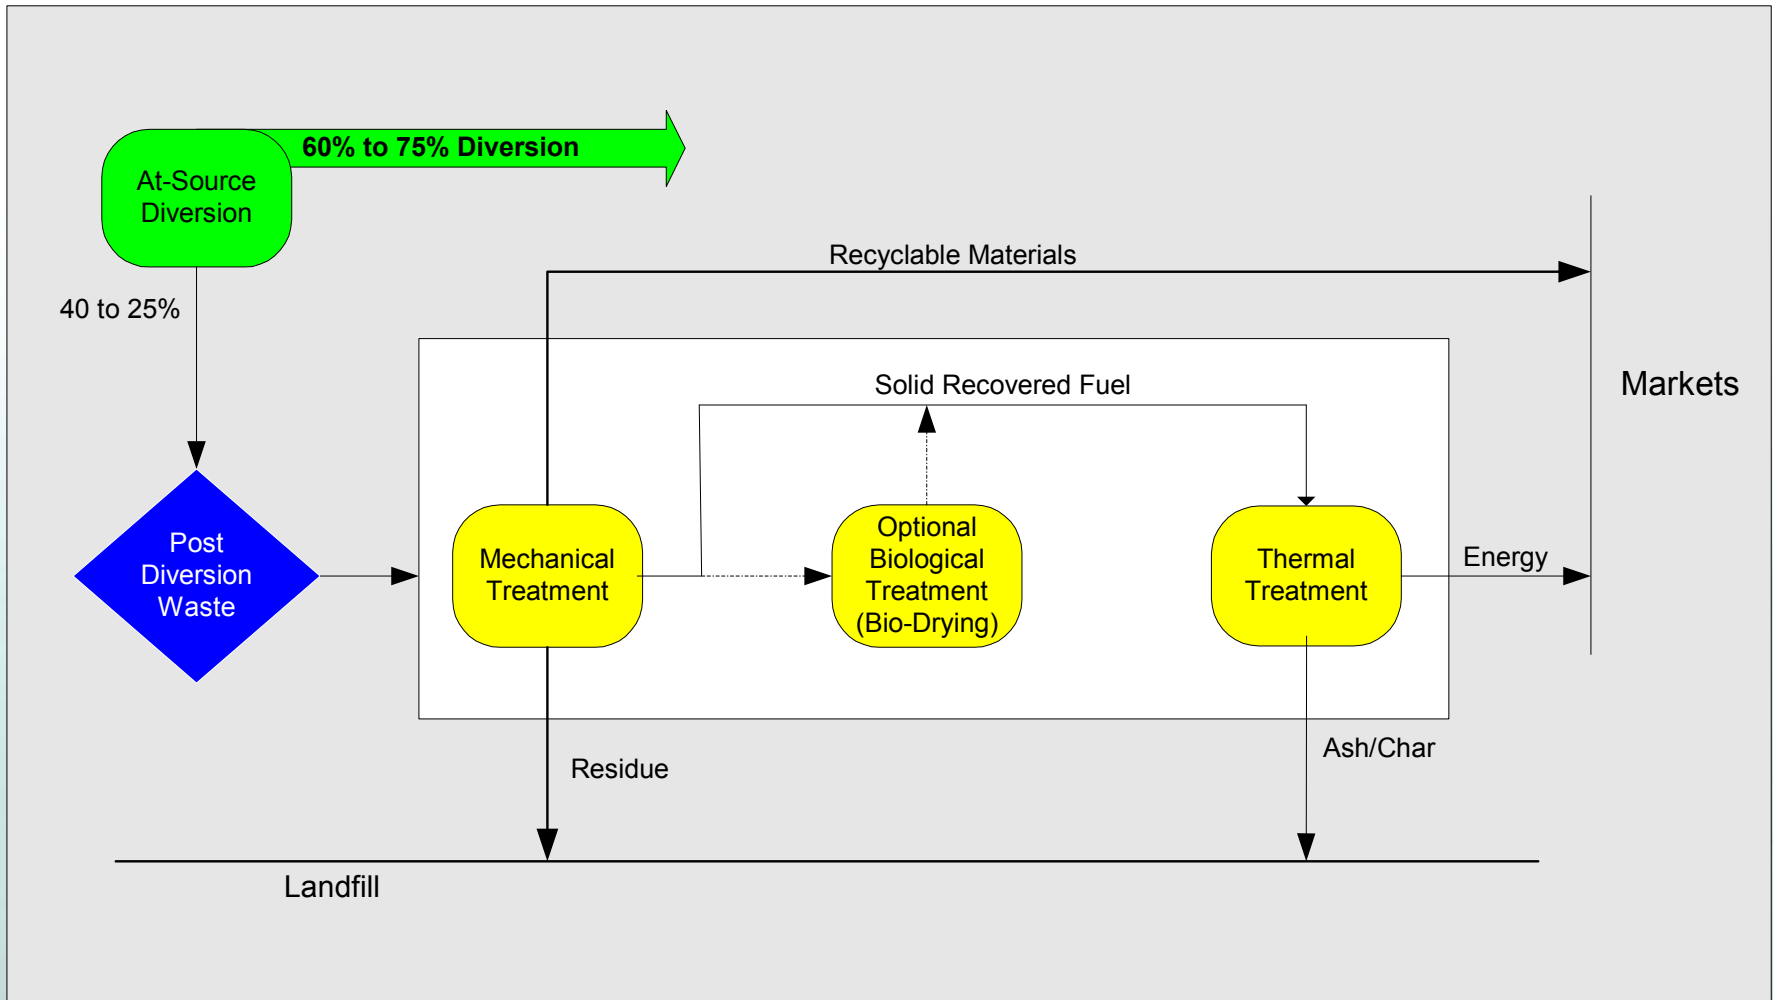 60% to 75% Diversion
At-Source
Diversion
Recyclable Materials
40 to 25%
Solid Recovered Fuel
Markets
Post
Diversion
Waste
Mechanical
Treatment
Optional
Biological
Treatment
(Bio-Drying)
Thermal
Treatment
Energy
Residue
Ash/Char
Landfill